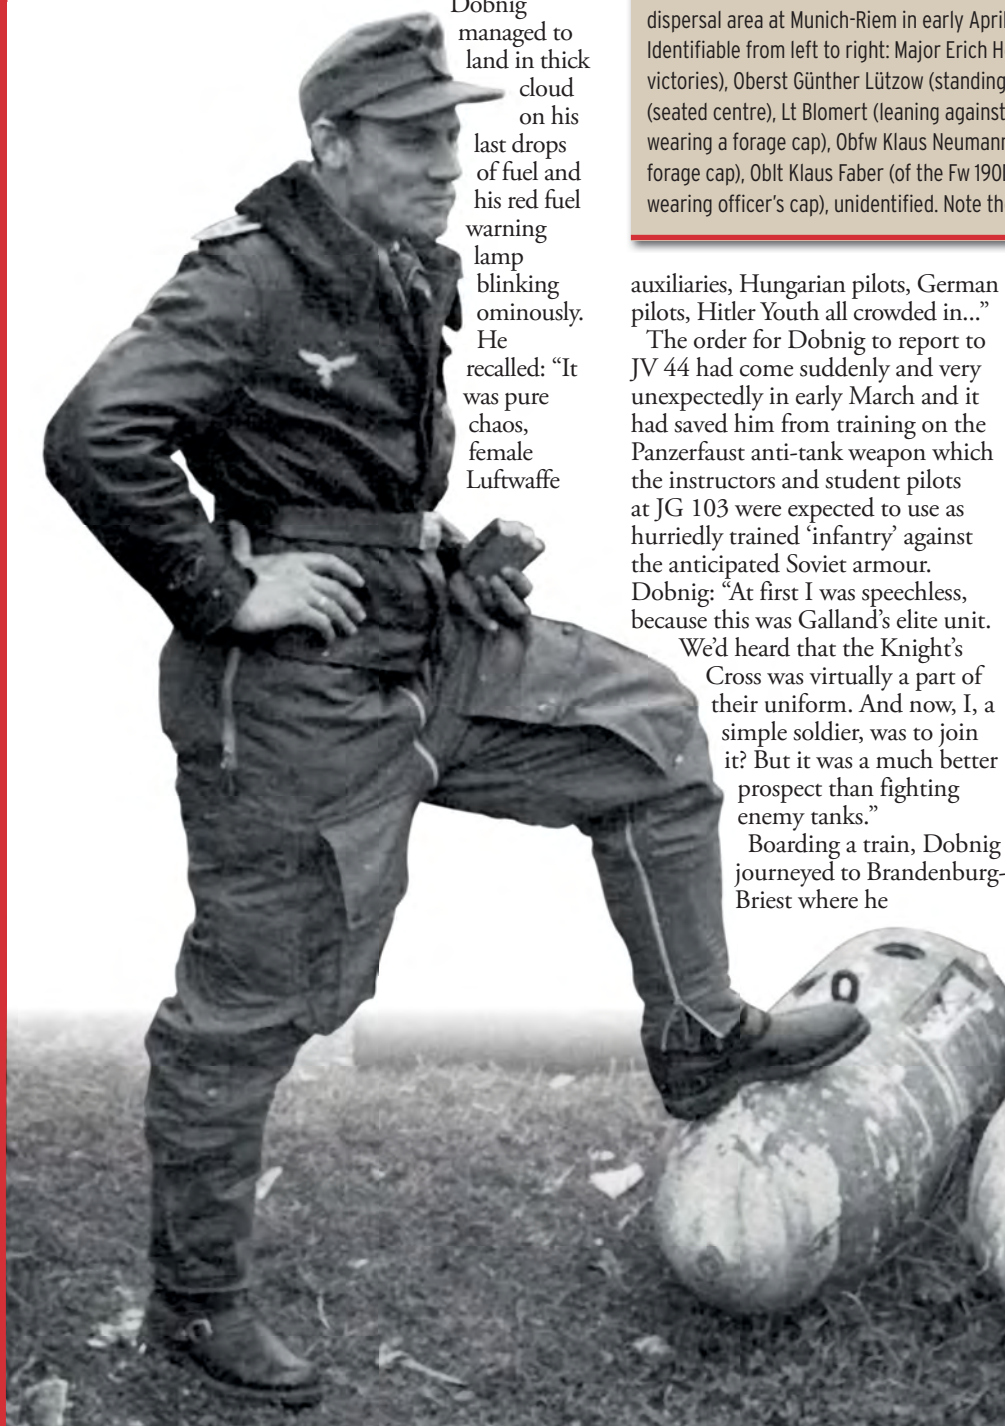 Dobnig
managed to
land in thick
cloud
on his
last drops
of fuel and
his red fuel
warning
lamp
blinking
ominously.
He
recalled: “It
was pure
chaos,
female
Luftwaffe
dispersal area at Munich-Riem in early April
Identifiable from left to right: Major Erich H
victories), Oberst Günther Lützow (standing
(seated centre), Lt Blomert (leaning against
wearing a forage cap), Obfw Klaus Neumann
forage cap), Oblt Klaus Faber (of the Fw 190
wearing officer’s cap), unidentified. Note th
auxiliaries, Hungarian pilots, German
pilots, Hitler Youth all crowded in...”
The order for Dobnig to report to
JV 44 had come suddenly and very
unexpectedly in early March and it
had saved him from training on the
Panzerfaust anti-tank weapon which
the instructors and student pilots
at JG 103 were expected to use as
hurriedly trained ‘infantry’ against
the anticipated Soviet armour.
Dobnig: “At first I was speechless,
because this was Galland’s elite unit.
We’d heard that the Knight’s
Cross was virtually a part of
their uniform. And now, I, a
simple soldier, was to join
it? But it was a much better
prospect than fighting
enemy tanks.”
Boarding a train, Dobnig
journeyed to Brandenburg-
Briest where he
0